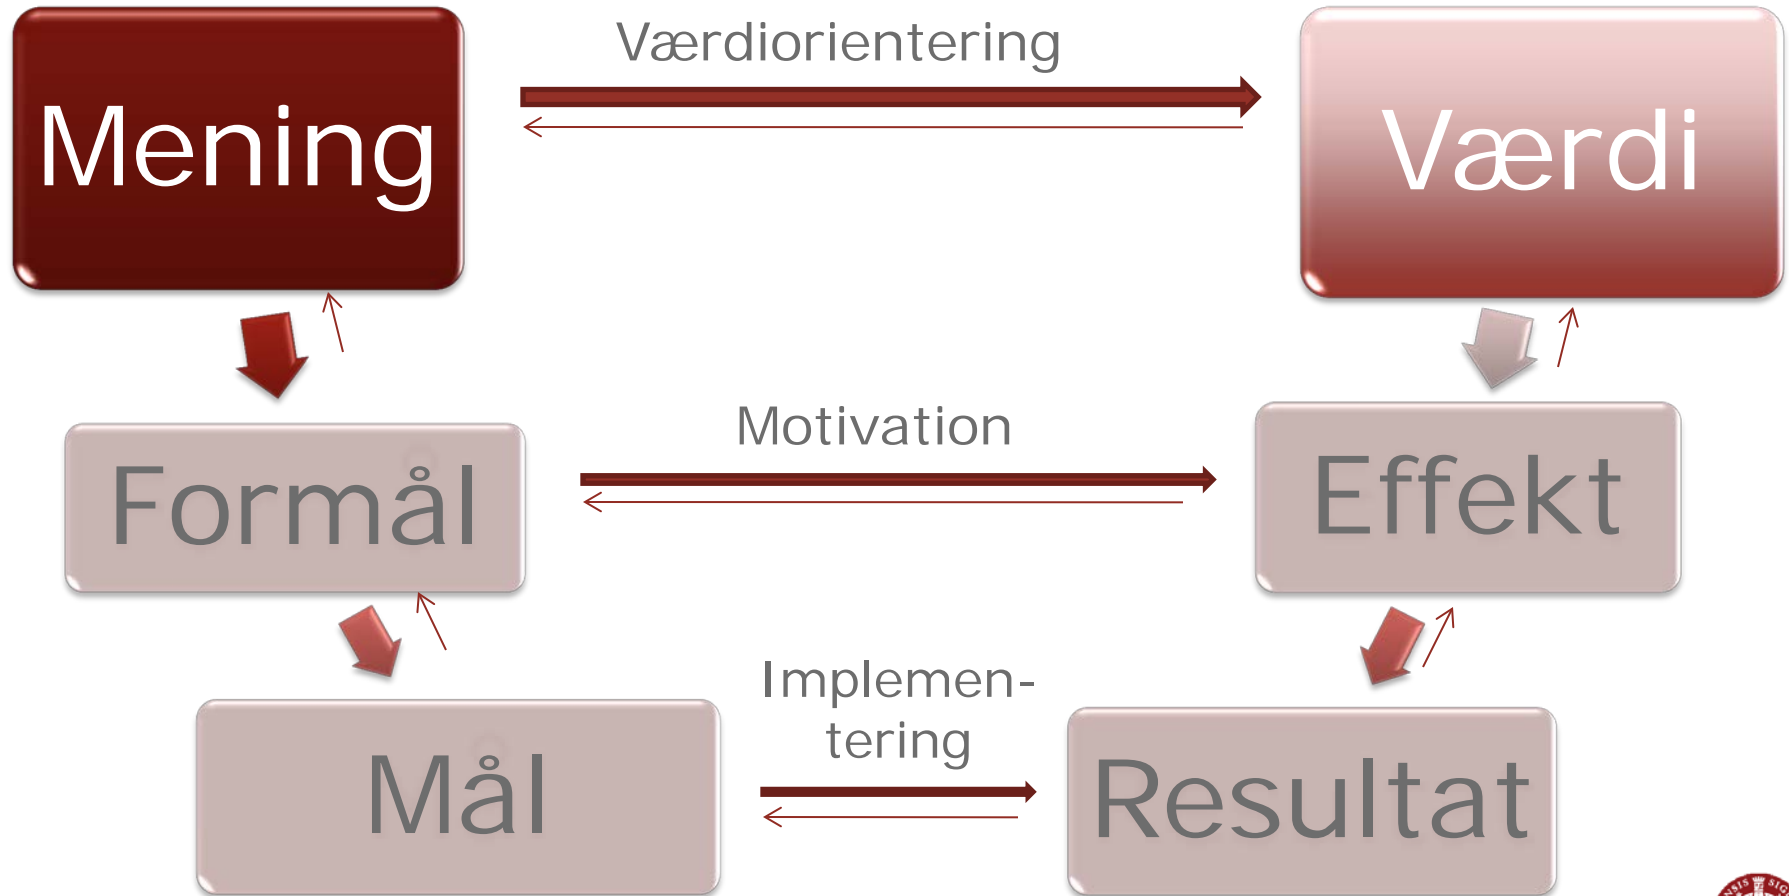 Værdiorientering
Mening
Værdi
Motivation
Formål
Effekt
Implemen-
tering
Mål
Resultat